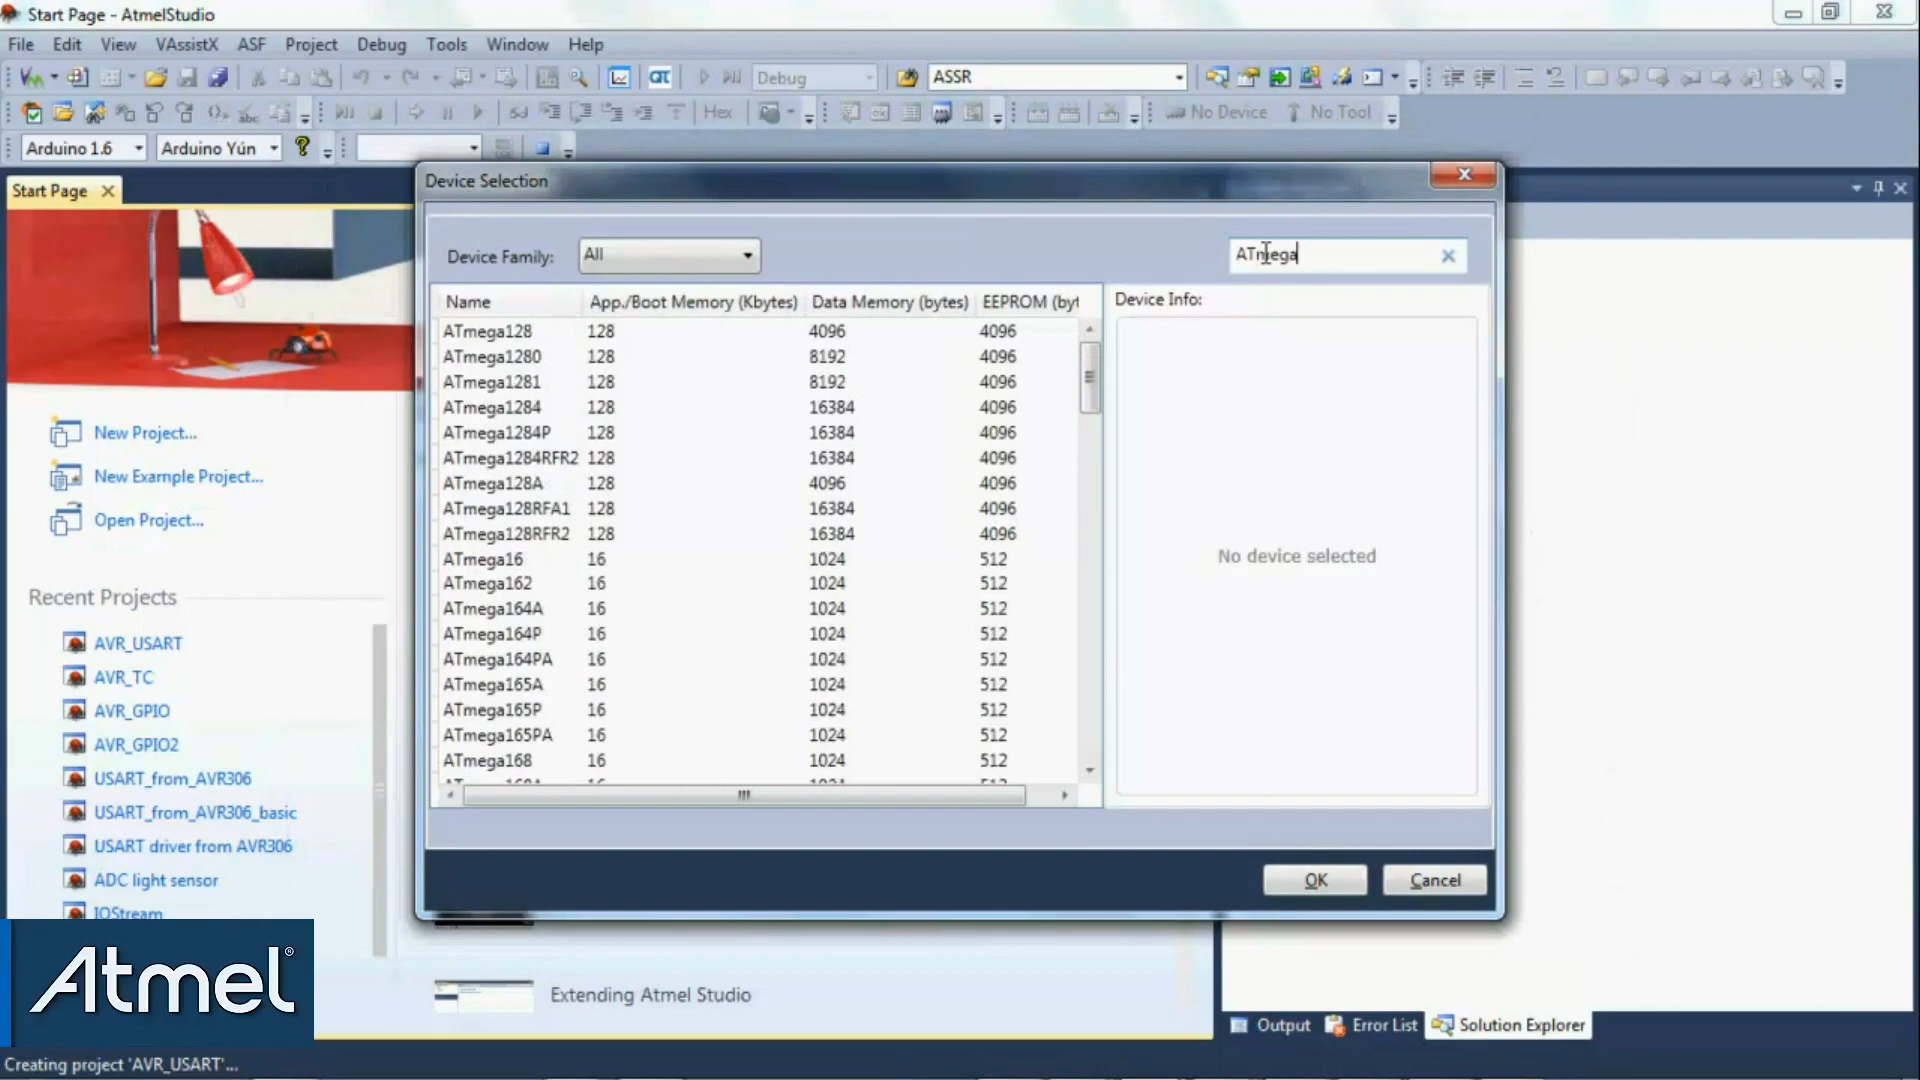 Start Page - AtmelStudio
File Edit View VAssistX ASF Project Debug Tools Window Help
Debug ASSR
Hex No Device No Tool
Arduino 1.6 Arduino Yún
Start Page
Device Selection
Device Family: All ATmega
Name App./Boot Memory (Kbytes) Data Memory (bytes) EEPROM (byt
ATmega128 128 4096 4096
ATmega1280 128 8192 4096
ATmega1281 128 8192 4096
ATmega1284 128 16384 4096
ATmega1284P 128 16384 4096
ATmega1284RFR2 128 16384 4096
ATmega128A 128 4096 4096
ATmega128RFA1 128 16384 4096
ATmega128RFR2 128 16384 4096
ATmega16 16 1024 512
ATmega162 16 1024 512
ATmega164A 16 1024 512
ATmega164P 16 1024 512
ATmega164PA 16 1024 512
ATmega165A 16 1024 512
ATmega165P 16 1024 512
ATmega165PA 16 1024 512
ATmega168 16 1024 512
Device Info:
No device selected
OK Cancel
New Project...
New Example Project...
Open Project...
Recent Projects
AVR_USART
AVR_TC
AVR_GPIO
AVR_GPIO2
USART_from_AVR306
USART_from_AVR306_basic
USART driver from AVR306
ADC light sensor
IOStream
Atmel®
Extending Atmel Studio
Output Error List Solution Explorer
Creating project 'AVR_USART'...